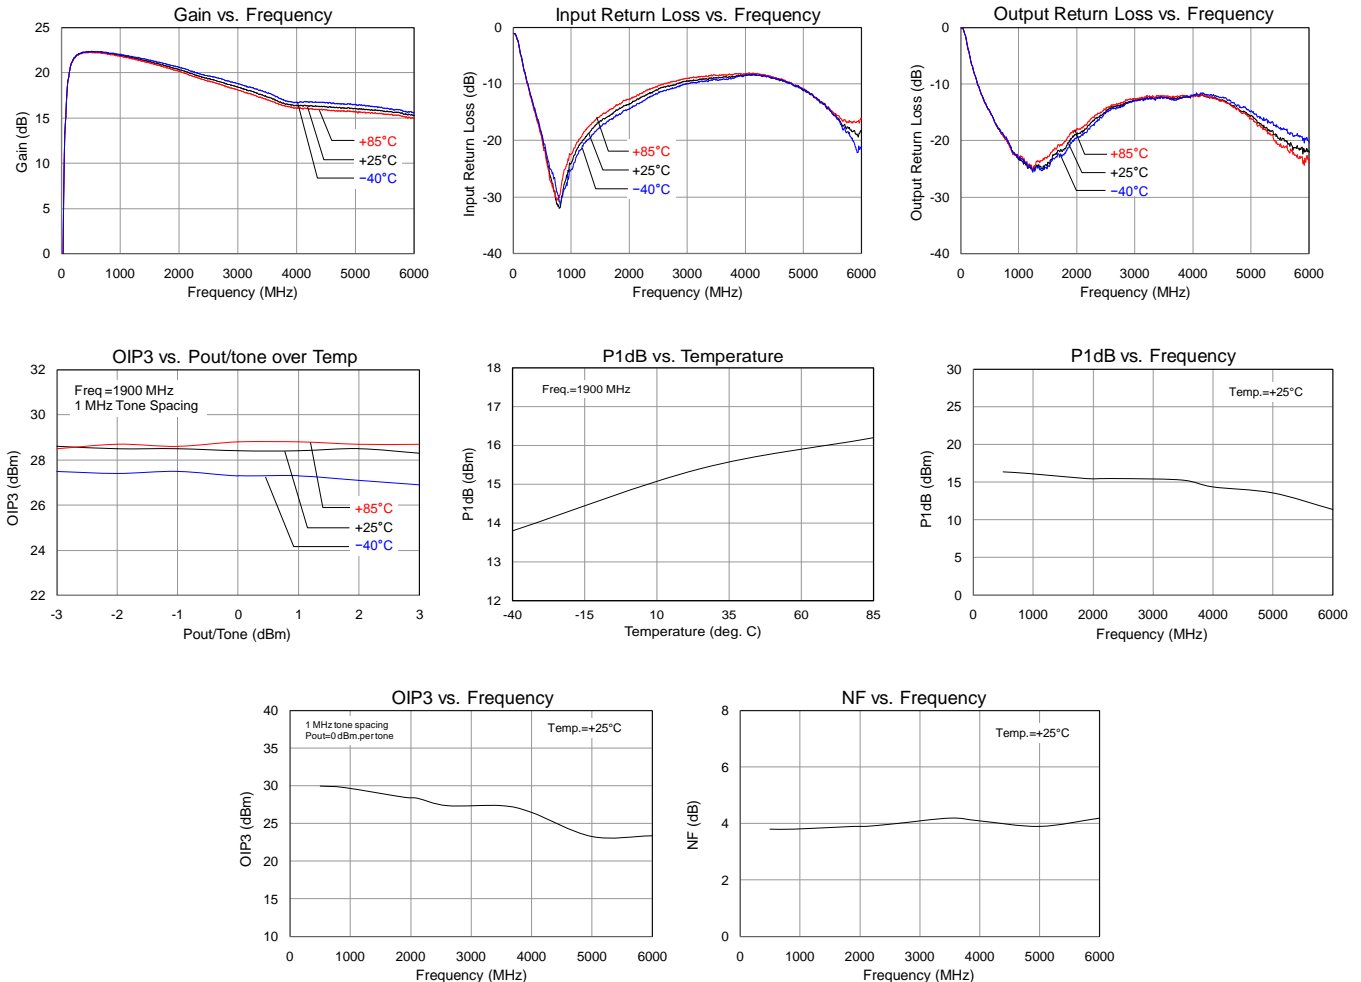 Gain vs. Frequency
25
20
15
10
5
0
Gain (dB)
+85°C
+25°C
−40°C
0 1000 2000 3000 4000 5000 6000
Frequency (MHz)
Input Return Loss vs. Frequency
0
-10
-20
-30
-40
Input Return Loss (dB)
+85°C
+25°C
−40°C
0 1000 2000 3000 4000 5000 6000
Frequency (MHz)
Output Return Loss vs. Frequency
0
-10
-20
-30
-40
Output Return Loss (dB)
+85°C
+25°C
−40°C
0 1000 2000 3000 4000 5000 6000
Frequency (MHz)
OIP3 vs. Pout/tone over Temp
32
30
28
26
24
22
OIP3 (dBm)
Freq.=1900 MHz
1 MHz Tone Spacing
+85°C
+25°C
−40°C
-3 -2 -1 0 1 2 3
Pout/Tone (dBm)
P1dB vs. Temperature
18
17
16
15
14
13
12
P1dB (dBm)
Freq.=1900 MHz
-40 -15 10 35 60 85
Temperature (deg. C)
P1dB vs. Frequency
30
25
20
15
10
5
0
P1dB (dBm)
Temp.=+25°C
0 1000 2000 3000 4000 5000 6000
Frequency (MHz)
OIP3 vs. Frequency
40
35
30
25
20
15
10
OIP3 (dBm)
1 MHz tone spacing
Pout=0 dBm.per tone
Temp.=+25°C
0 1000 2000 3000 4000 5000 6000
Frequency (MHz)
NF vs. Frequency
8
6
4
2
0
NF (dB)
Temp.=+25°C
0 1000 2000 3000 4000 5000 6000
Frequency (MHz)